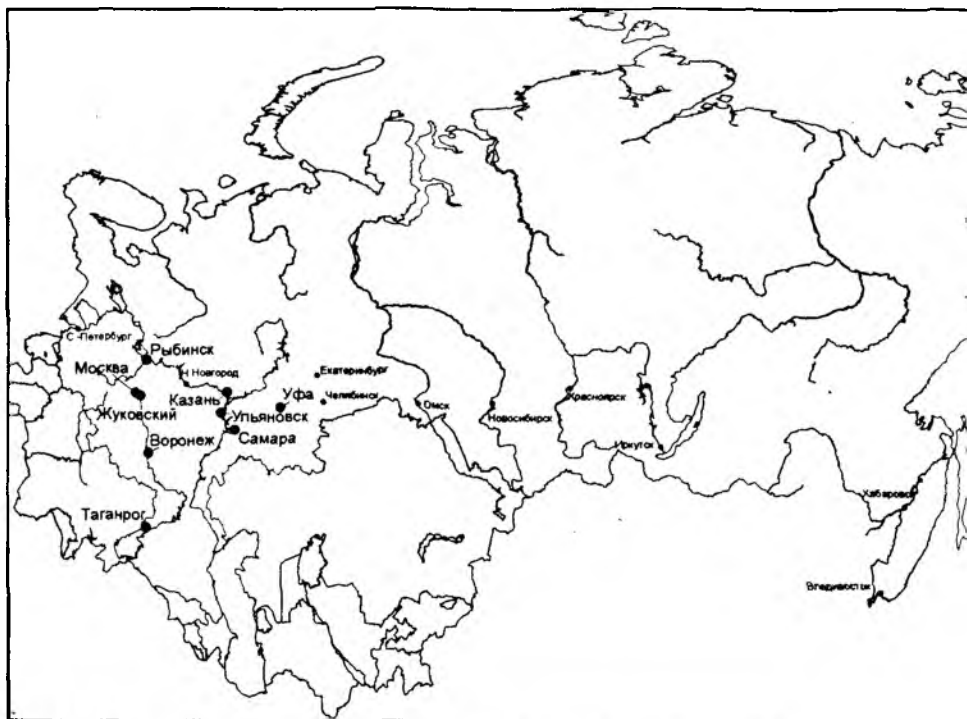 С.-Петербург
Рыбинск
Москва
Н Новгород
Екатеринбург
Казань
Уфа
Челябинск
Омск
Новосибирск
Красноярск
Жуковский
Ульяновск
Самара
Воронеж
Иркутск
Таганрог
Хабаровск
Владивосток